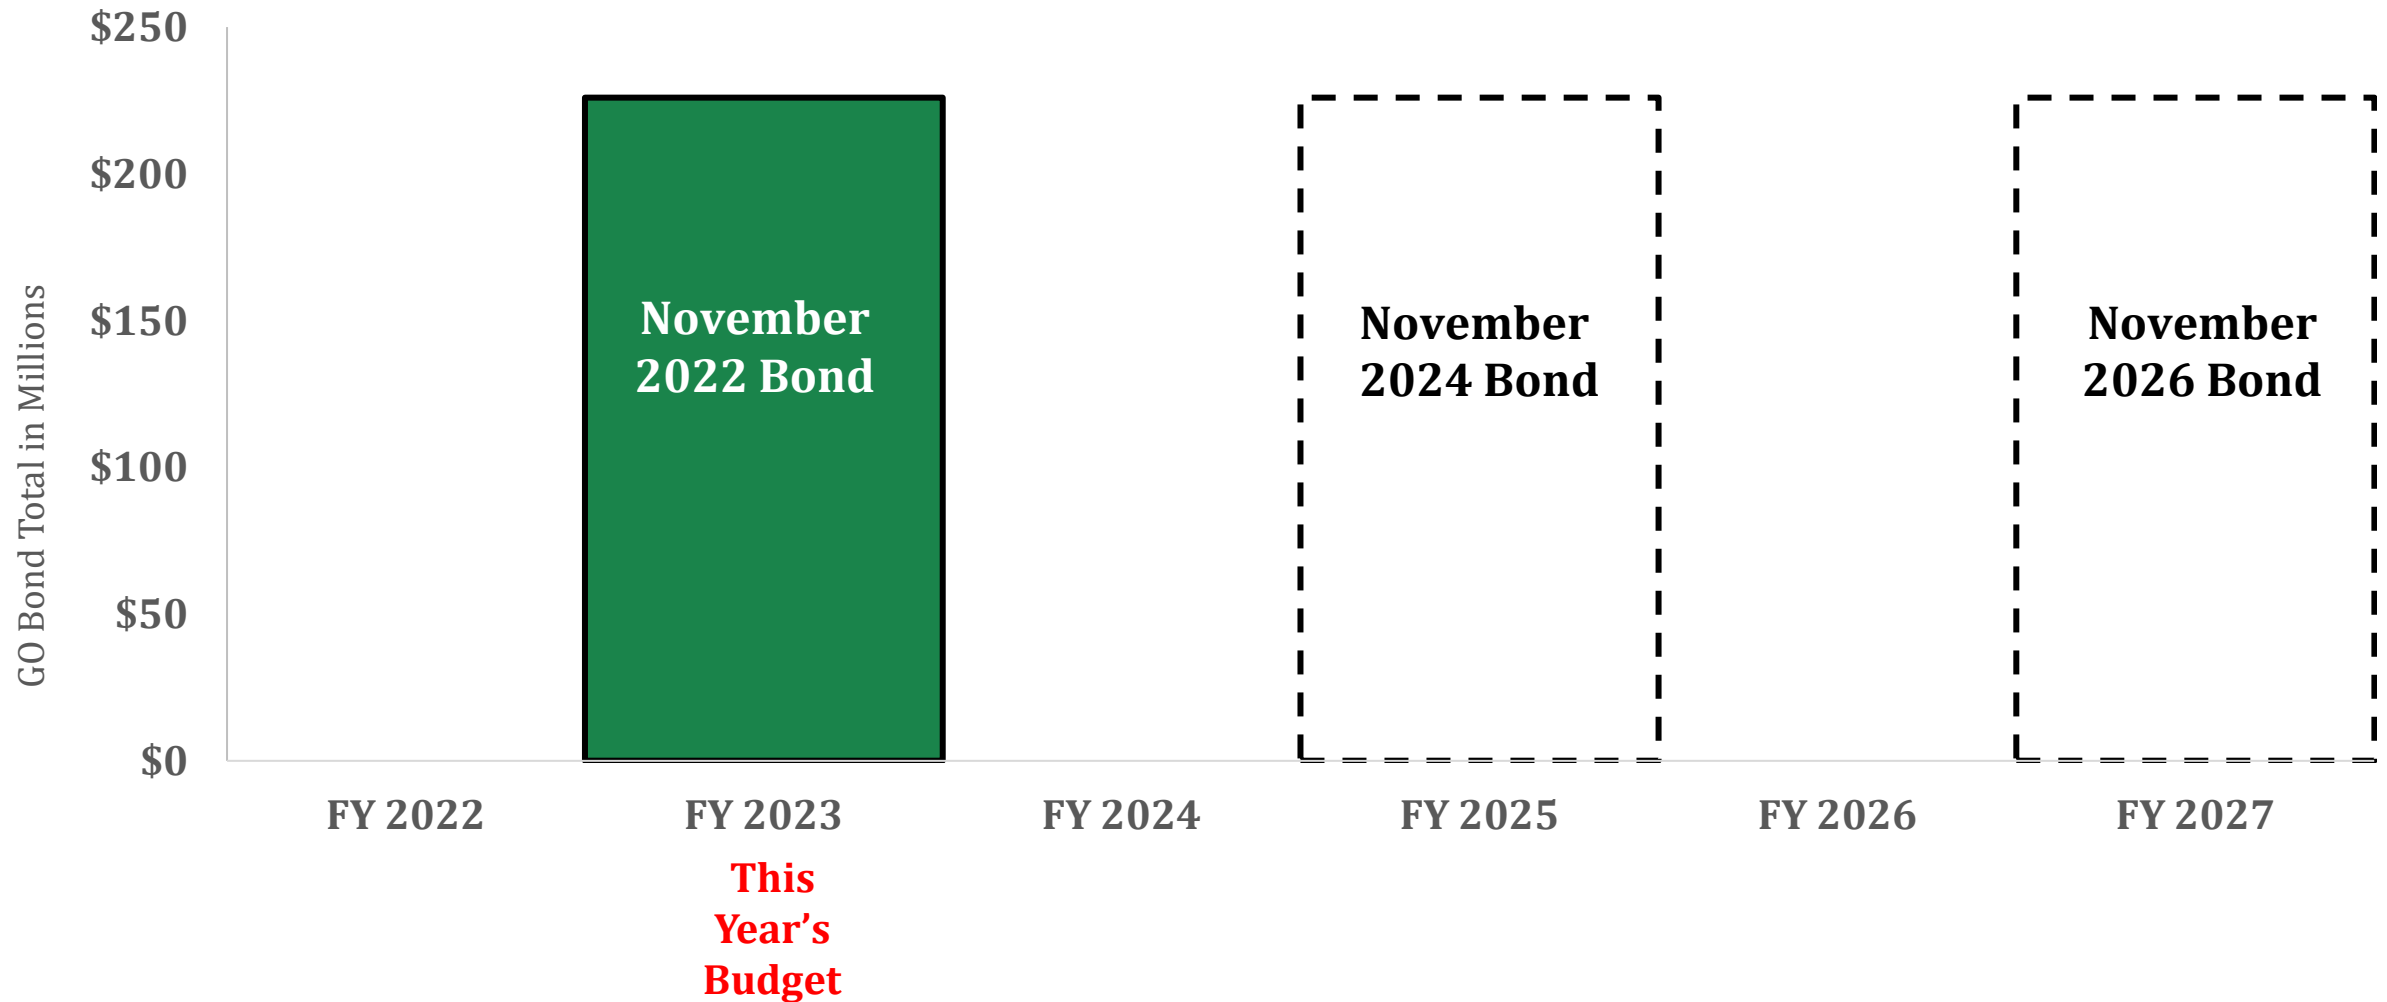 GO Bond Total in Millions
$250
$200
$150
$100
$50
$0
November
2022 Bond
November
2024 Bond
November
2026 Bond
FY 2022
FY 2023
FY 2024
FY 2025
FY 2026
FY 2027
This
Year’s
Budget